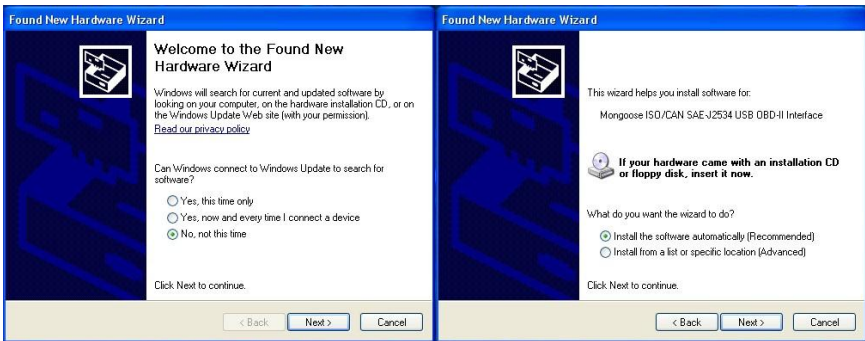 Found New Hardware Wizard
Welcome to the Found New
Hardware Wizard
Windows will search for current and updated software by
looking on your computer, on the hardware installation CD, or on
the Windows Update Web site (with your permission).
Read our privacy policy
Can Windows connect to Windows Update to search for
software?
Yes, this time only
Yes, now and every time I connect a device
No, not this time
Click Next to continue.
< Back
Next >
Cancel
Found New Hardware Wizard
This wizard helps you install software for:
Mongoose ISO/CAN SAE-J2534 USB OBD-II Interface
If your hardware came with an installation CD
or floppy disk, insert it now.
What do you want the wizard to do?
Install the software automatically (Recommended)
Install from a list or specific location (Advanced)
Click Next to continue.
< Back
Next >
Cancel